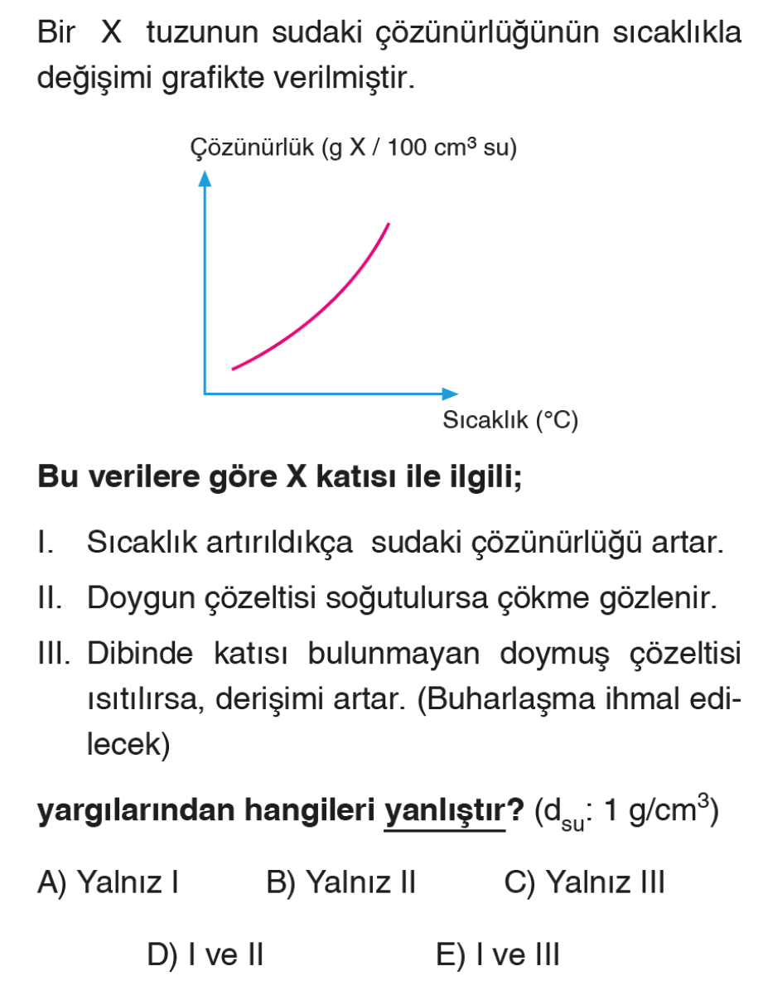 Bir X tuzunun sudaki çözünürlüğünün sıcaklıkla
değişimi grafikte verilmiştir.
Çözünürlük (g X / 100 cm³ su)
Sıcaklık (°C)
Bu verilere göre X katısı ile ilgili;
I. Sıcaklık artırıldıkça sudaki çözünürlüğü artar.
II. Doygun çözeltisi soğutulursa çökme gözlenir.
III. Dibinde katısı bulunmayan doymuş çözeltisi
ısıtılırsa, derişimi artar. (Buharlaşma ihmal edi-
lecek)
yargılarından hangileri yanlıştır? (d_su: 1 g/cm³)
A) Yalnız I B) Yalnız II C) Yalnız III
D) I ve II E) I ve III